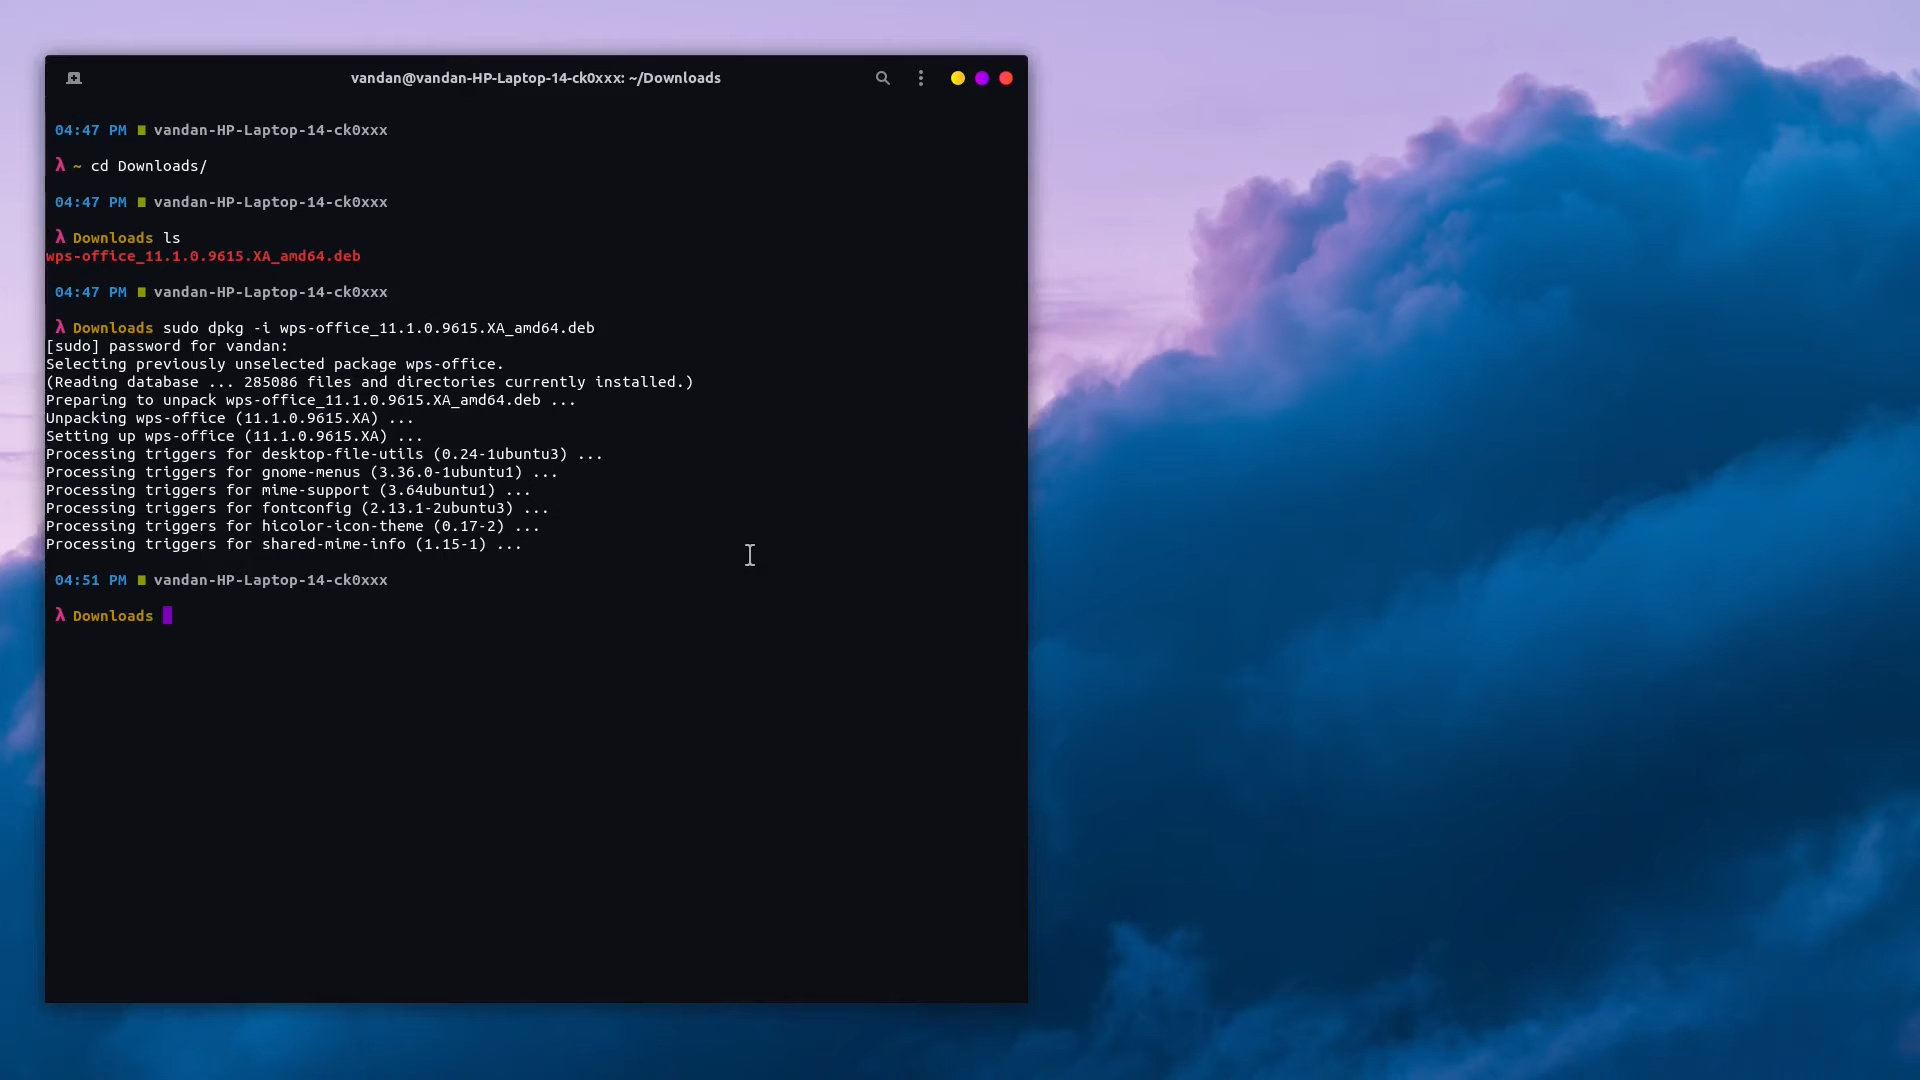 vandan@vandan-HP-Laptop-14-ck0xxx: ~/Downloads
04:47 PM vandan-HP-Laptop-14-ck0xxx
λ ~ cd Downloads/
04:47 PM vandan-HP-Laptop-14-ck0xxx
λ Downloads ls
wps-office_11.1.0.9615.XA_amd64.deb
04:47 PM vandan-HP-Laptop-14-ck0xxx
λ Downloads sudo dpkg -i wps-office_11.1.0.9615.XA_amd64.deb
[sudo] password for vandan:
Selecting previously unselected package wps-office.
(Reading database ... 285086 files and directories currently installed.)
Preparing to unpack wps-office_11.1.0.9615.XA_amd64.deb ...
Unpacking wps-office (11.1.0.9615.XA) ...
Setting up wps-office (11.1.0.9615.XA) ...
Processing triggers for desktop-file-utils (0.24-1ubuntu3) ...
Processing triggers for gnome-menus (3.36.0-1ubuntu1) ...
Processing triggers for mime-support (3.64ubuntu1) ...
Processing triggers for fontconfig (2.13.1-2ubuntu3) ...
Processing triggers for hicolor-icon-theme (0.17-2) ...
Processing triggers for shared-mime-info (1.15-1) ...
04:51 PM vandan-HP-Laptop-14-ck0xxx
λ Downloads